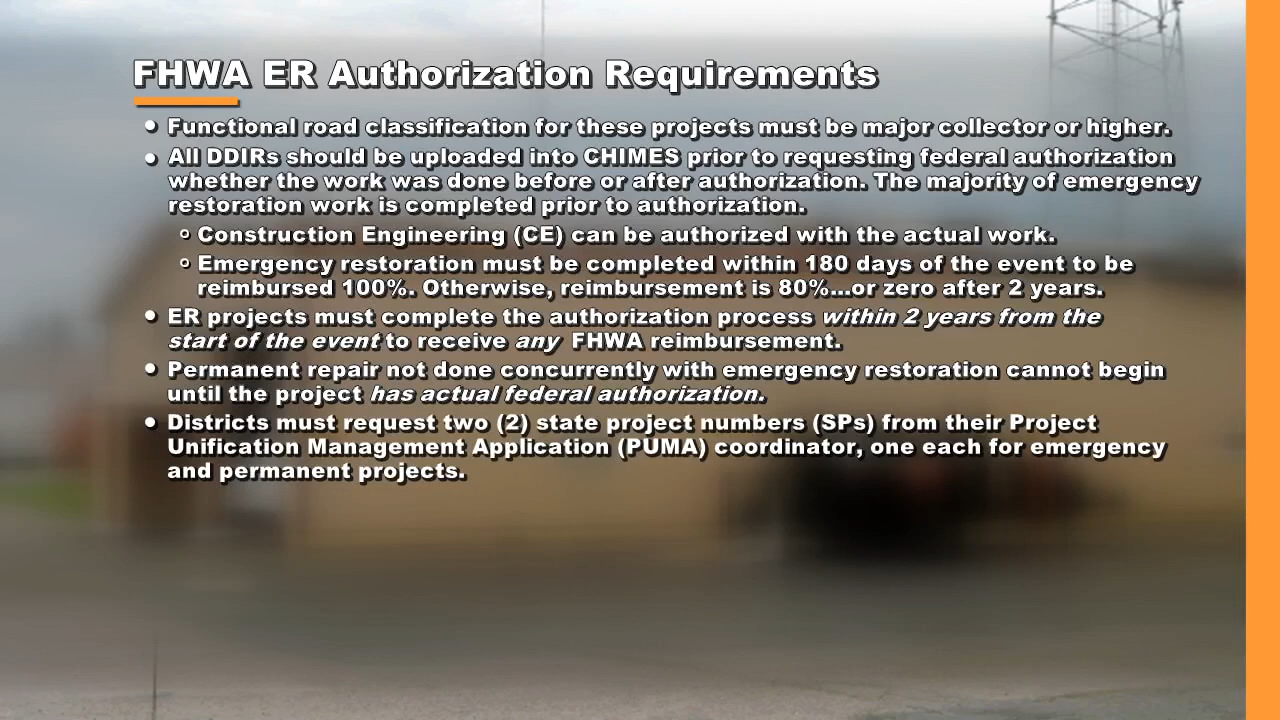 FHWA ER Authorization Requirements
• Functional road classification for these projects must be major collector or higher.
• All DDIRs should be uploaded into CHIMES prior to requesting federal authorization
whether the work was done before or after authorization. The majority of emergency
restoration work is completed prior to authorization.
o Construction Engineering (CE) can be authorized with the actual work.
o Emergency restoration must be completed within 180 days of the event to be
reimbursed 100%. Otherwise, reimbursement is 80%...or zero after 2 years.
• ER projects must complete the authorization process within 2 years from the
start of the event to receive any FHWA reimbursement.
• Permanent repair not done concurrently with emergency restoration cannot begin
until the project has actual federal authorization.
• Districts must request two (2) state project numbers (SPs) from their Project
Unification Management Application (PUMA) coordinator, one each for emergency
and permanent projects.